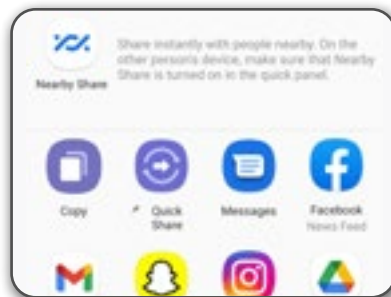 Share instantly with people nearby. On the
other person's device, make sure that Nearby
Share is turned on in the quick panel.
Nearby Share
Copy
Quick
Share
Messages
Facebook
News Feed